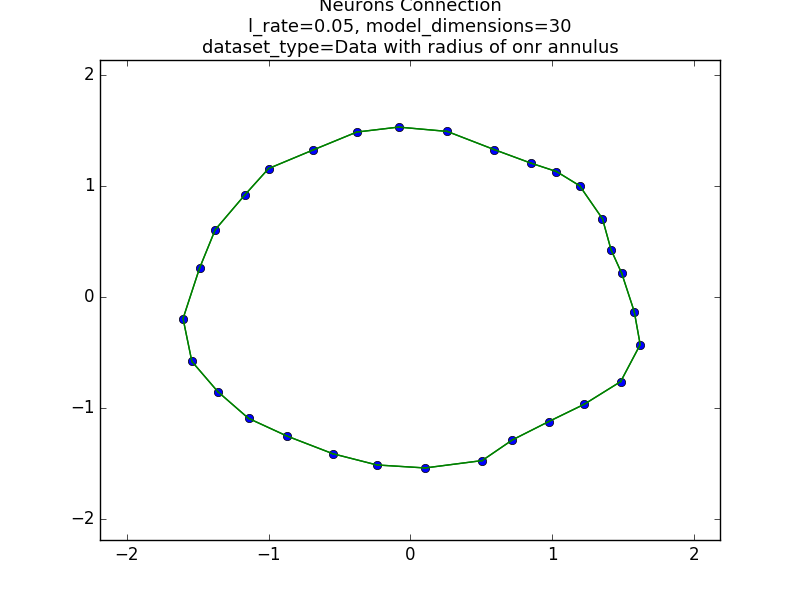 Neurons Connection
l_rate=0.05, model_dimensions=30
dataset_type=Data with radius of onr annulus
2
1
0
−1
−2
−2 −1 0 1 2